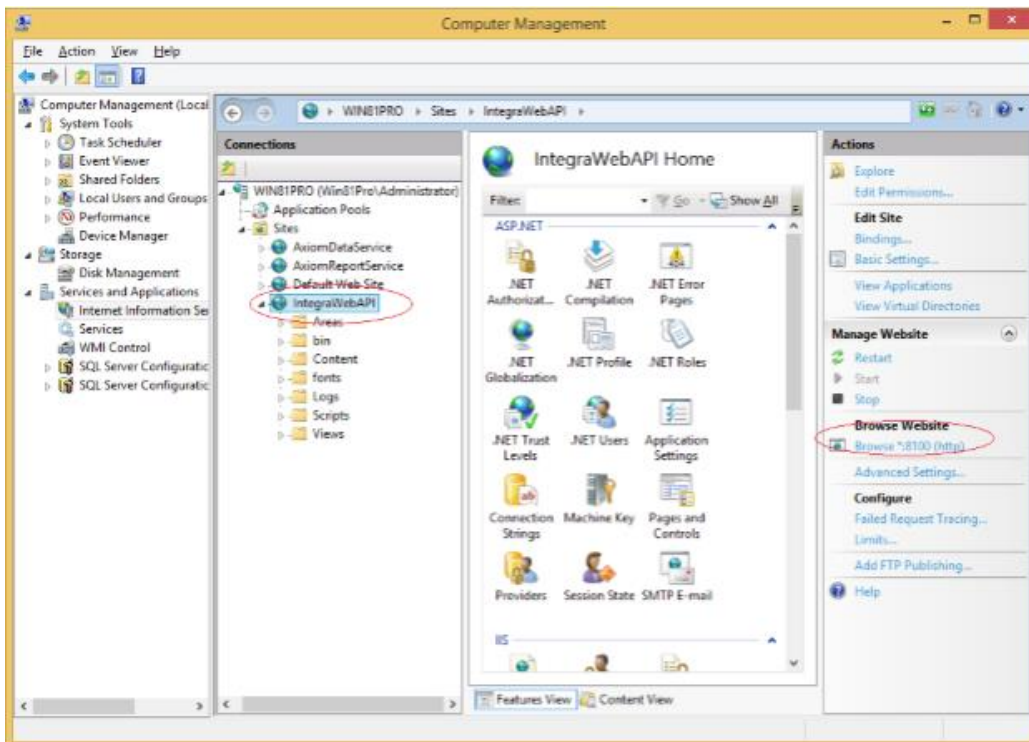 Computer Management
File Action View Help
Computer Management (Local
System Tools
Task Scheduler
Event Viewer
Shared Folders
Local Users and Groups
Performance
Device Manager
Storage
Disk Management
Services and Applications
Internet Information Se
Services
WMI Control
SQL Server Configuratic
SQL Server Configuratic
WIN81PRO Sites IntegraWebAPI
Connections
WIN81PRO (Win81Pro\Administrator)
Application Pools
Sites
AxiomDataService
AxiomReportService
Default Web Site
IntegraWebAPI
Areas
bin
Content
fonts
Logs
Scripts
Views
IntegraWebAPI Home
Filter: Go Show All
ASP.NET
.NET Authorizat...
.NET Compilation
.NET Error Pages
.NET Globalization
.NET Profile
.NET Roles
.NET Trust Levels
.NET Users
Application Settings
Connection Strings
Machine Key
Pages and Controls
Providers
Session State
SMTP E-mail
IIS
Features View Content View
Actions
Explore
Edit Permissions...
Edit Site
Bindings...
Basic Settings...
View Applications
View Virtual Directories
Manage Website
Restart
Start
Stop
Browse Website
Browse *:8100 (http)
Advanced Settings...
Configure
Failed Request Tracing...
Limits...
Add FTP Publishing...
Help